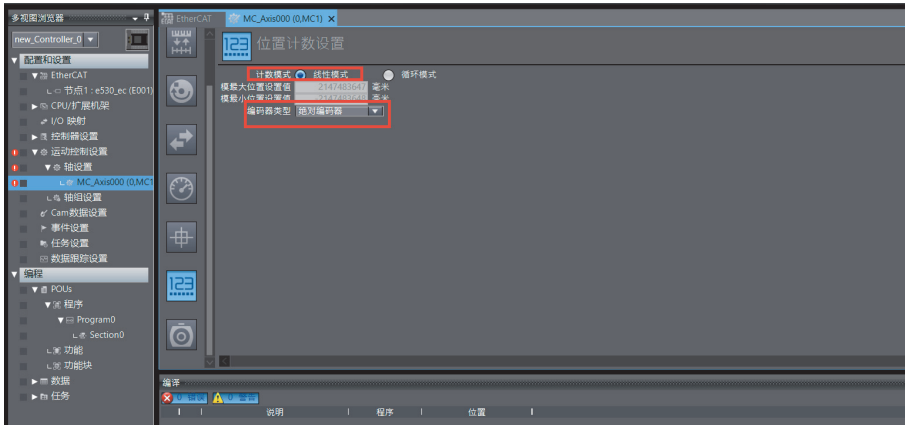 多视图浏览器
new_Controller_0
配置和设置
EtherCAT
节点1 : e530_ec (E001)
CPU/扩展机架
I/O 映射
控制器设置
运动控制设置
轴设置
MC_Axis000 (0,MC1
轴组设置
Cam数据设置
事件设置
任务设置
数据跟踪设置
编程
POUs
程序
Program0
Section0
功能
功能块
数据
任务
EtherCAT
MC_Axis000 (0,MC1)
123
位置计数设置
计数模式 线性模式 循环模式
模最大位置设置值 2147483647 毫米
模最小位置设置值 毫米
编码器类型 绝对编码器
123
编译
0 错误 0 警告
说明 程序 位置